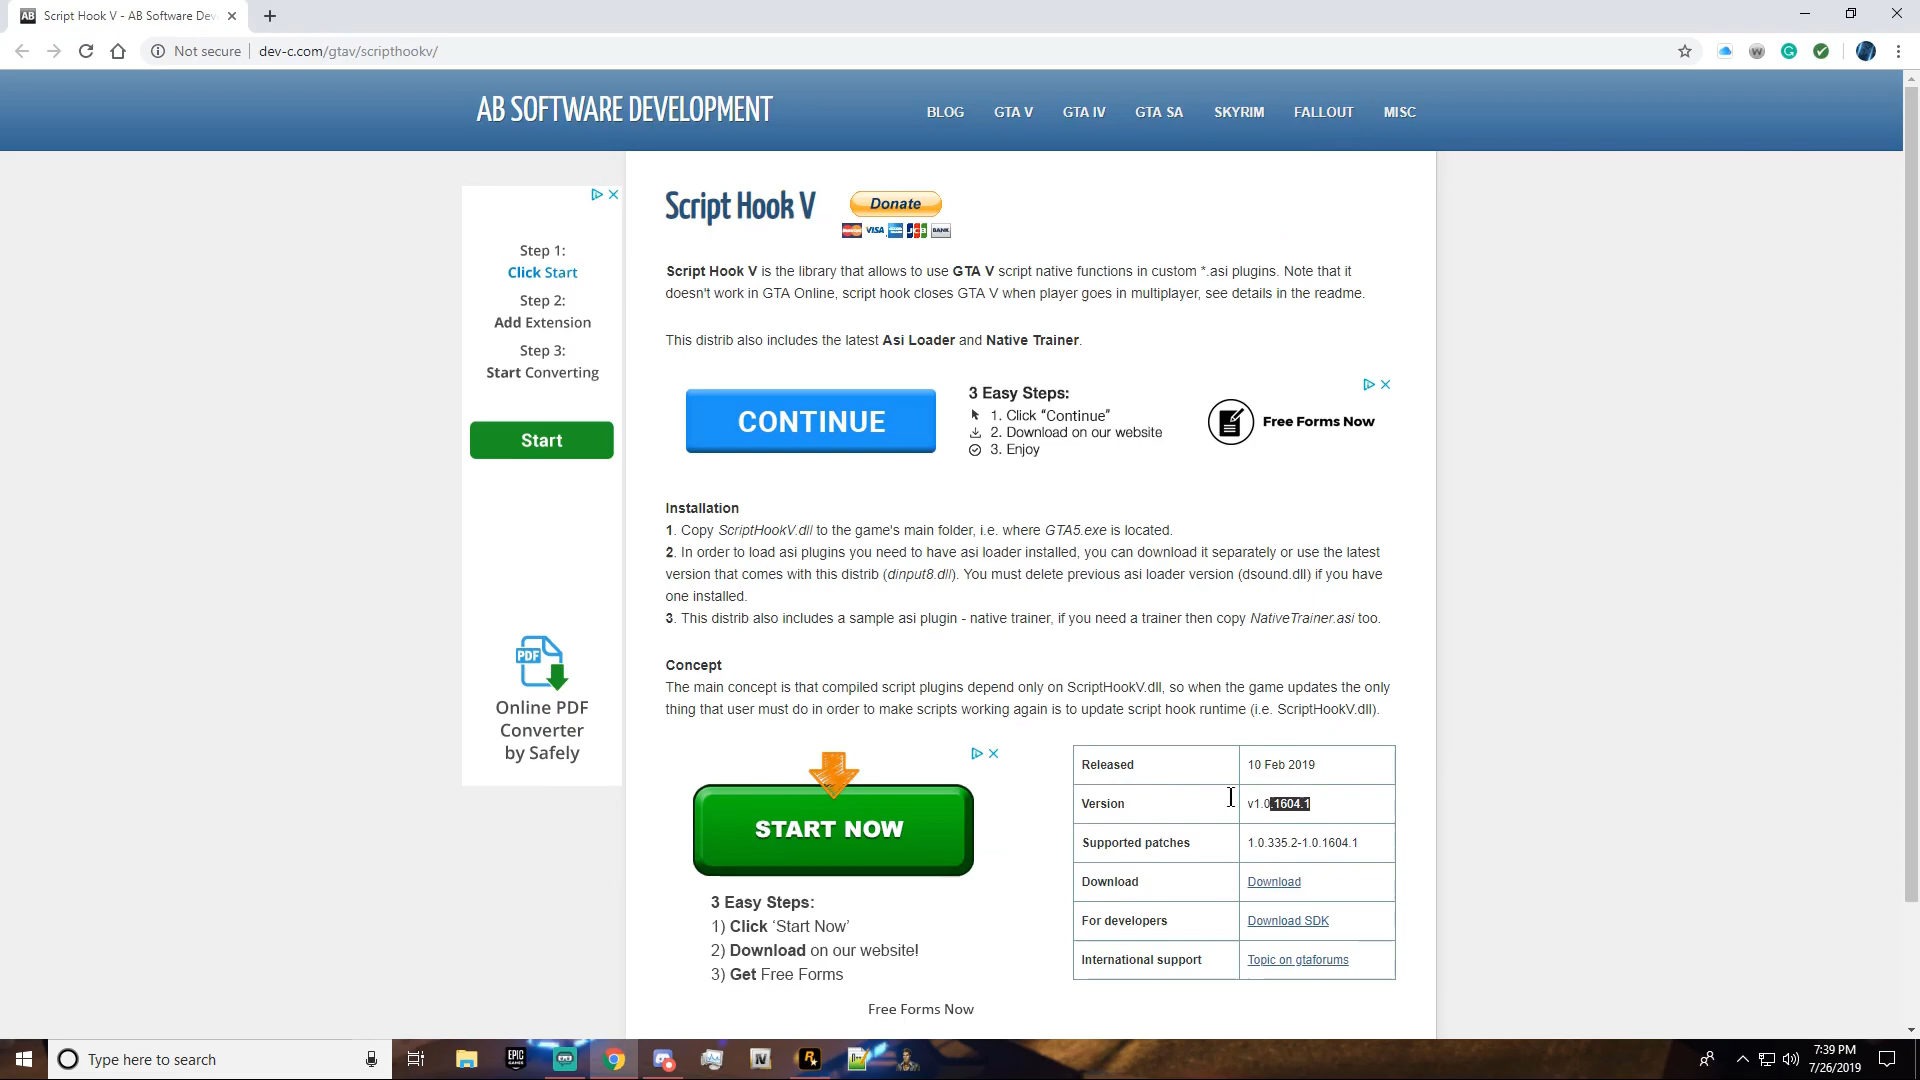 Script Hook V - AB Software Dev
Not secure
dev-c.com/gtav/scripthookv/
AB SOFTWARE DEVELOPMENT
BLOG
GTA V
GTA IV
GTA SA
SKYRIM
FALLOUT
MISC
Step 1:
Click Start
Step 2:
Add Extension
Step 3:
Start Converting
Start
PDF
Online PDF
Converter
by Safely
Script Hook V
Donate
VISA
JCB
BANK
Script Hook V is the library that allows to use GTA V script native functions in custom *.asi plugins. Note that it
doesn't work in GTA Online, script hook closes GTA V when player goes in multiplayer, see details in the readme.
This distrib also includes the latest Asi Loader and Native Trainer.
CONTINUE
3 Easy Steps:
1. Click "Continue"
2. Download on our website
3. Enjoy
Free Forms Now
Installation
1. Copy ScriptHookV.dll to the game's main folder, i.e. where GTA5.exe is located.
2. In order to load asi plugins you need to have asi loader installed, you can download it separately or use the latest
version that comes with this distrib (dinput8.dll). You must delete previous asi loader version (dsound.dll) if you have
one installed.
3. This distrib also includes a sample asi plugin - native trainer, if you need a trainer then copy NativeTrainer.asi too.
Concept
The main concept is that compiled script plugins depend only on ScriptHookV.dll, so when the game updates the only
thing that user must do in order to make scripts working again is to update script hook runtime (i.e. ScriptHookV.dll).
START NOW
3 Easy Steps:
1) Click 'Start Now'
2) Download on our website!
3) Get Free Forms
Free Forms Now
Released 10 Feb 2019
Version v1.0.1604.1
Supported patches 1.0.335.2-1.0.1604.1
Download Download
For developers Download SDK
International support Topic on gtaforums
Type here to search
EPIC
GAMES
IV
7:39 PM
7/26/2019